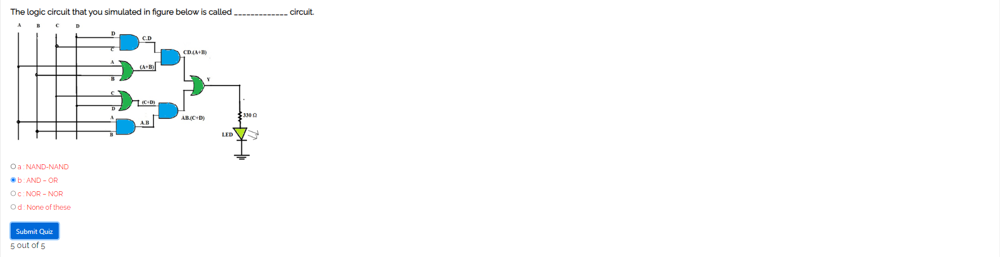 The logic circuit that you simulated in figure below is called _____________ circuit.
A B C D
D
C.D
C
CD.(A+B)
A
(A+B)
B
Y
C
(C+D)
D
A
A.B
AB.(C+D)
B
330 Ω
LED
a : NAND-NAND
b : AND – OR
c : NOR – NOR
d : None of these
Submit Quiz
5 out of 5